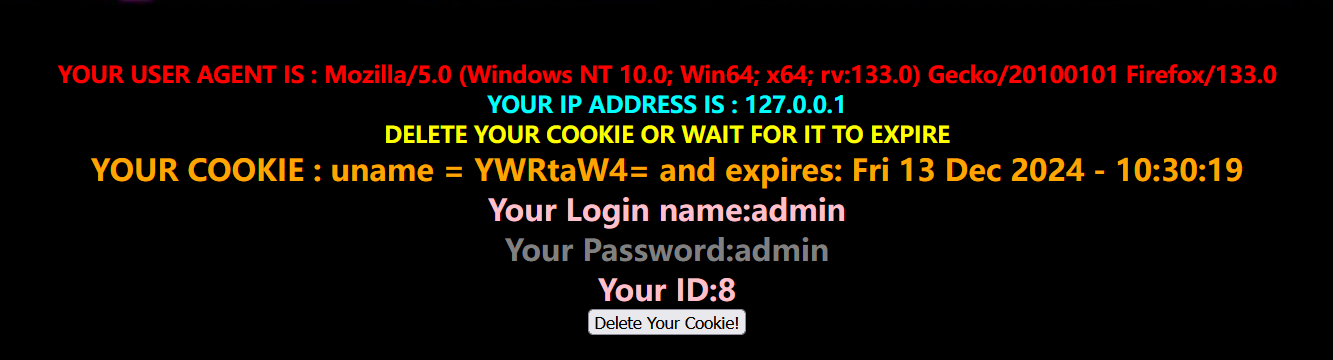 YOUR USER AGENT IS : Mozilla/5.0 (Windows NT 10.0; Win64; x64; rv:133.0) Gecko/20100101 Firefox/133.0
YOUR IP ADDRESS IS : 127.0.0.1
DELETE YOUR COOKIE OR WAIT FOR IT TO EXPIRE
YOUR COOKIE : uname = YWRtaW4= and expires: Fri 13 Dec 2024 - 10:30:19
Your Login name:admin
Your Password:admin
Your ID:8
Delete Your Cookie!